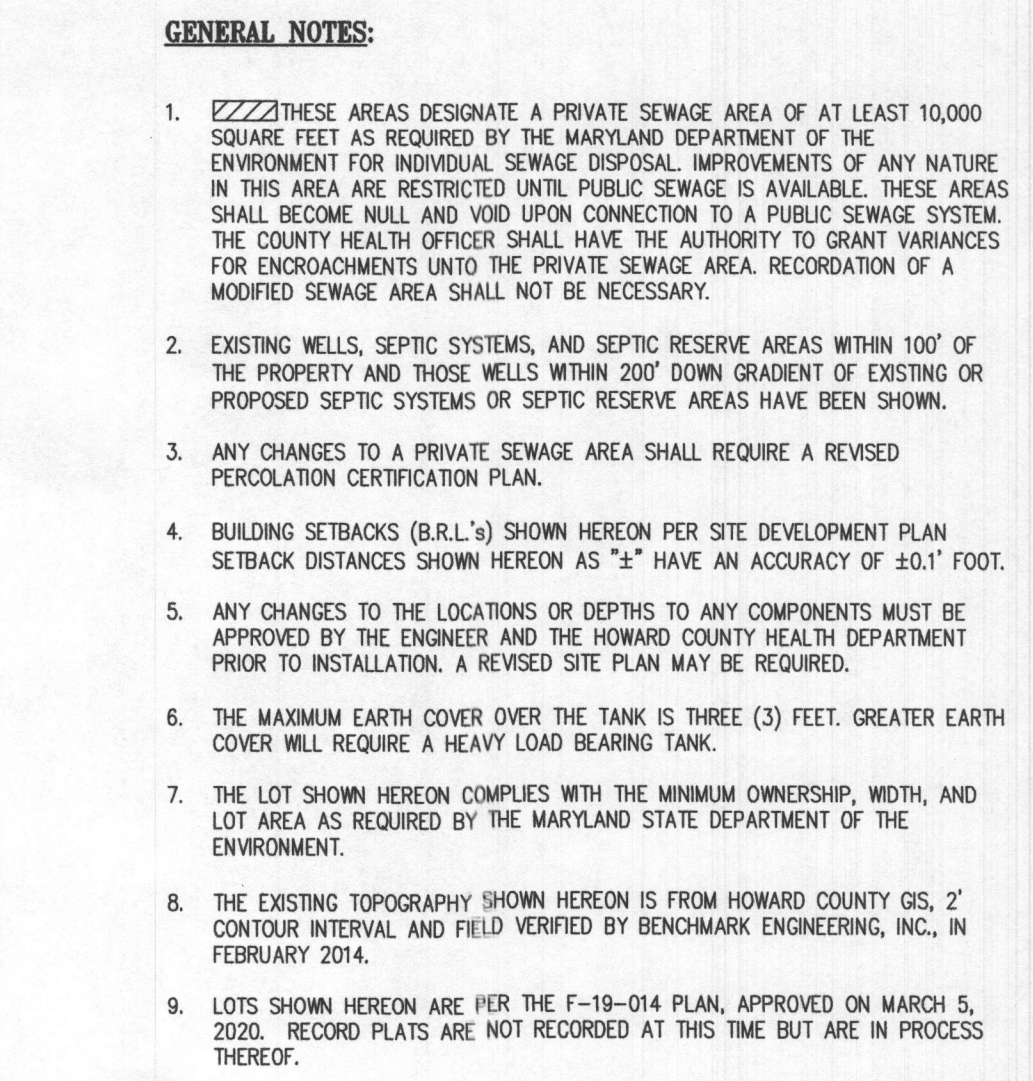 GENERAL NOTES:
1. THESE AREAS DESIGNATE A PRIVATE SEWAGE AREA OF AT LEAST 10,000
SQUARE FEET AS REQUIRED BY THE MARYLAND DEPARTMENT OF THE
ENVIRONMENT FOR INDIVIDUAL SEWAGE DISPOSAL. IMPROVEMENTS OF ANY NATURE
IN THIS AREA ARE RESTRICTED UNTIL PUBLIC SEWAGE IS AVAILABLE. THESE AREAS
SHALL BECOME NULL AND VOID UPON CONNECTION TO A PUBLIC SEWAGE SYSTEM.
THE COUNTY HEALTH OFFICER SHALL HAVE THE AUTHORITY TO GRANT VARIANCES
FOR ENCROACHMENTS UNTO THE PRIVATE SEWAGE AREA. RECORDATION OF A
MODIFIED SEWAGE AREA SHALL NOT BE NECESSARY.
2. EXISTING WELLS, SEPTIC SYSTEMS, AND SEPTIC RESERVE AREAS WITHIN 100' OF
THE PROPERTY AND THOSE WELLS WITHIN 200' DOWN GRADIENT OF EXISTING OR
PROPOSED SEPTIC SYSTEMS OR SEPTIC RESERVE AREAS HAVE BEEN SHOWN.
3. ANY CHANGES TO A PRIVATE SEWAGE AREA SHALL REQUIRE A REVISED
PERCOLATION CERTIFICATION PLAN.
4. BUILDING SETBACKS (B.R.L.'s) SHOWN HEREON PER SITE DEVELOPMENT PLAN
SETBACK DISTANCES SHOWN HEREON AS "±" HAVE AN ACCURACY OF ±0.1' FOOT.
5. ANY CHANGES TO THE LOCATIONS OR DEPTHS TO ANY COMPONENTS MUST BE
APPROVED BY THE ENGINEER AND THE HOWARD COUNTY HEALTH DEPARTMENT
PRIOR TO INSTALLATION. A REVISED SITE PLAN MAY BE REQUIRED.
6. THE MAXIMUM EARTH COVER OVER THE TANK IS THREE (3) FEET. GREATER EARTH
COVER WILL REQUIRE A HEAVY LOAD BEARING TANK.
7. THE LOT SHOWN HEREON COMPLIES WITH THE MINIMUM OWNERSHIP, WIDTH, AND
LOT AREA AS REQUIRED BY THE MARYLAND STATE DEPARTMENT OF THE
ENVIRONMENT.
8. THE EXISTING TOPOGRAPHY SHOWN HEREON IS FROM HOWARD COUNTY GIS, 2'
CONTOUR INTERVAL AND FIELD VERIFIED BY BENCHMARK ENGINEERING, INC., IN
FEBRUARY 2014.
9. LOTS SHOWN HEREON ARE PER THE F-19-014 PLAN, APPROVED ON MARCH 5,
2020. RECORD PLATS ARE NOT RECORDED AT THIS TIME BUT ARE IN PROCESS
THEREOF.